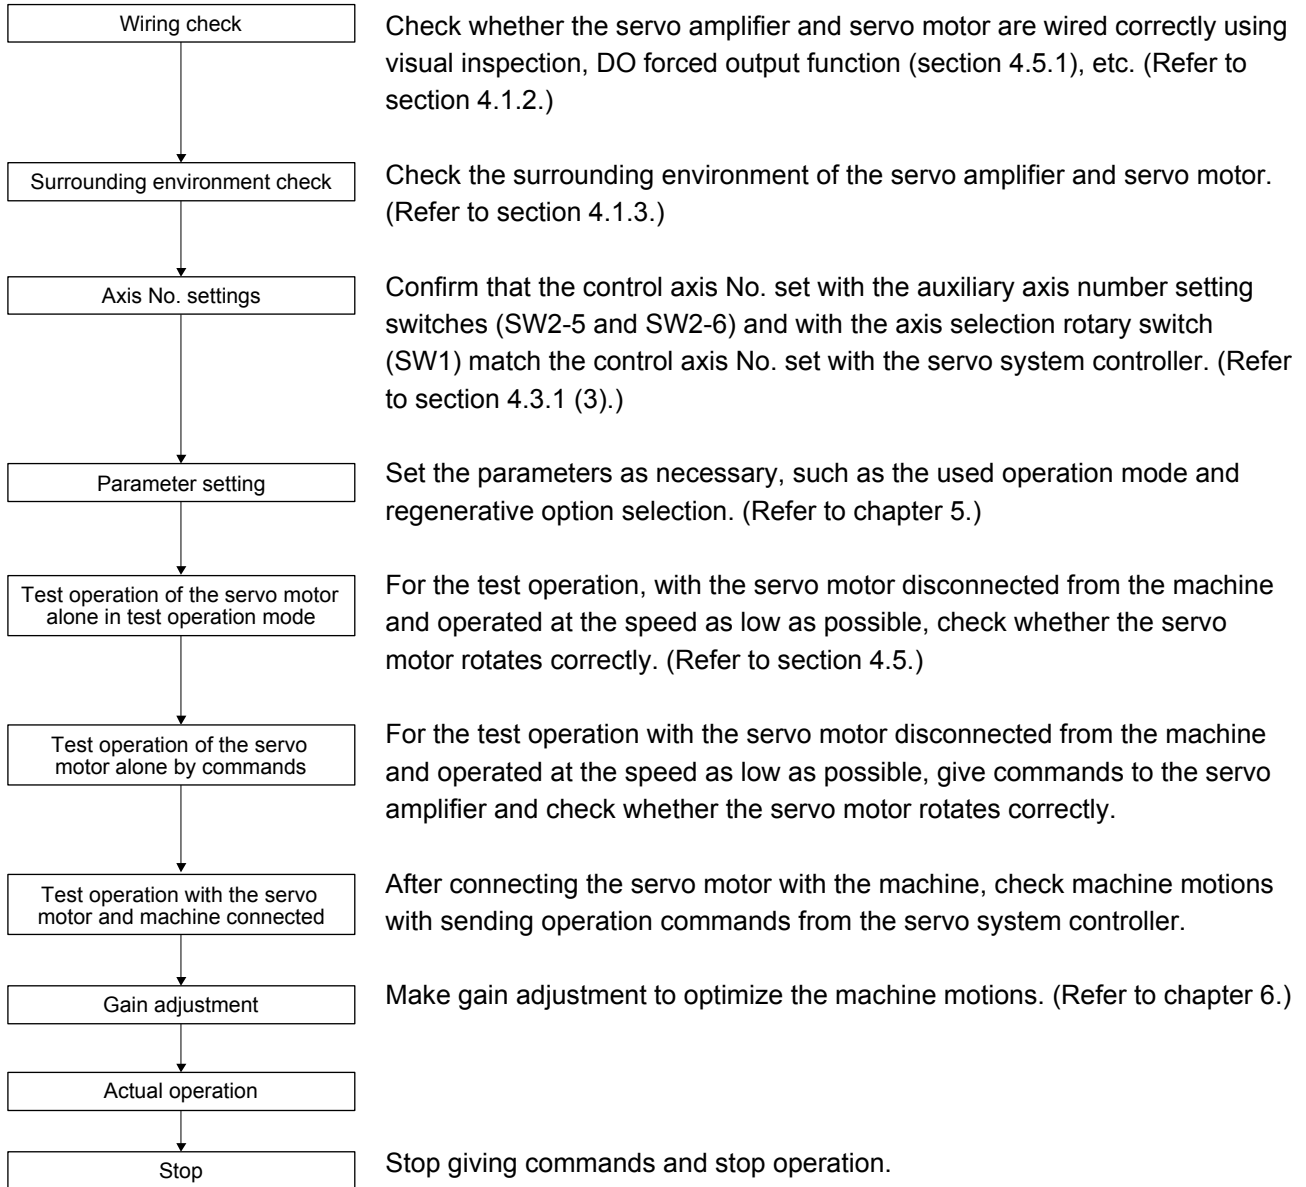 Wiring check
Check whether the servo amplifier and servo motor are wired correctly using
visual inspection, DO forced output function (section 4.5.1), etc. (Refer to
section 4.1.2.)
Surrounding environment check
Check the surrounding environment of the servo amplifier and servo motor.
(Refer to section 4.1.3.)
Axis No. settings
Confirm that the control axis No. set with the auxiliary axis number setting
switches (SW2-5 and SW2-6) and with the axis selection rotary switch
(SW1) match the control axis No. set with the servo system controller. (Refer
to section 4.3.1 (3).)
Parameter setting
Set the parameters as necessary, such as the used operation mode and
regenerative option selection. (Refer to chapter 5.)
Test operation of the servo motor
alone in test operation mode
For the test operation, with the servo motor disconnected from the machine
and operated at the speed as low as possible, check whether the servo
motor rotates correctly. (Refer to section 4.5.)
Test operation of the servo
motor alone by commands
For the test operation with the servo motor disconnected from the machine
and operated at the speed as low as possible, give commands to the servo
amplifier and check whether the servo motor rotates correctly.
Test operation with the servo
motor and machine connected
After connecting the servo motor with the machine, check machine motions
with sending operation commands from the servo system controller.
Gain adjustment
Make gain adjustment to optimize the machine motions. (Refer to chapter 6.)
Actual operation
Stop
Stop giving commands and stop operation.